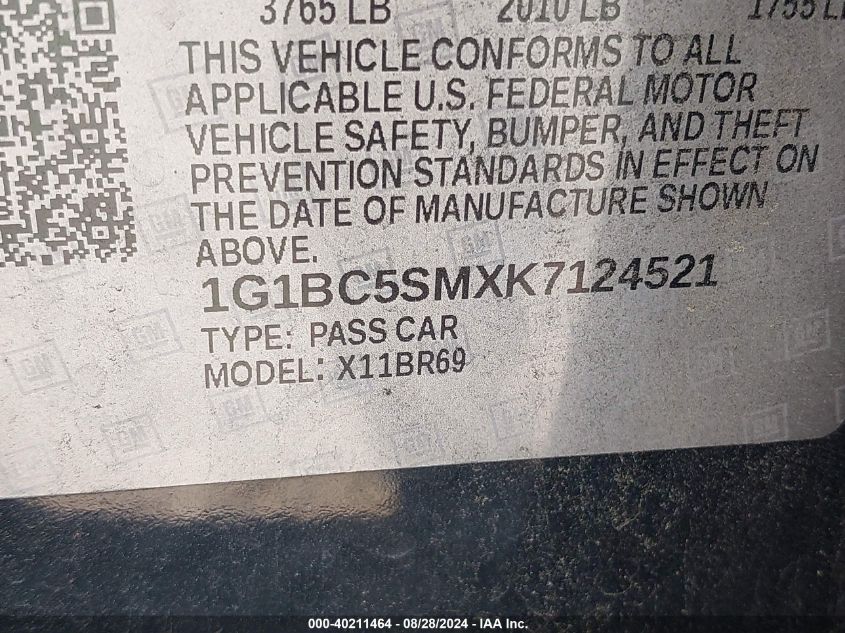 3765 LB 2010 LB 1755 LB
THIS VEHICLE CONFORMS TO ALL
APPLICABLE U.S. FEDERAL MOTOR
VEHICLE SAFETY, BUMPER, AND THEFT
PREVENTION STANDARDS IN EFFECT ON
THE DATE OF MANUFACTURE SHOWN
ABOVE.
1G1BC5SMXK7124521
TYPE: PASS CAR
MODEL: X11BR69
000-40211464 - 08/28/2024 - IAA Inc.